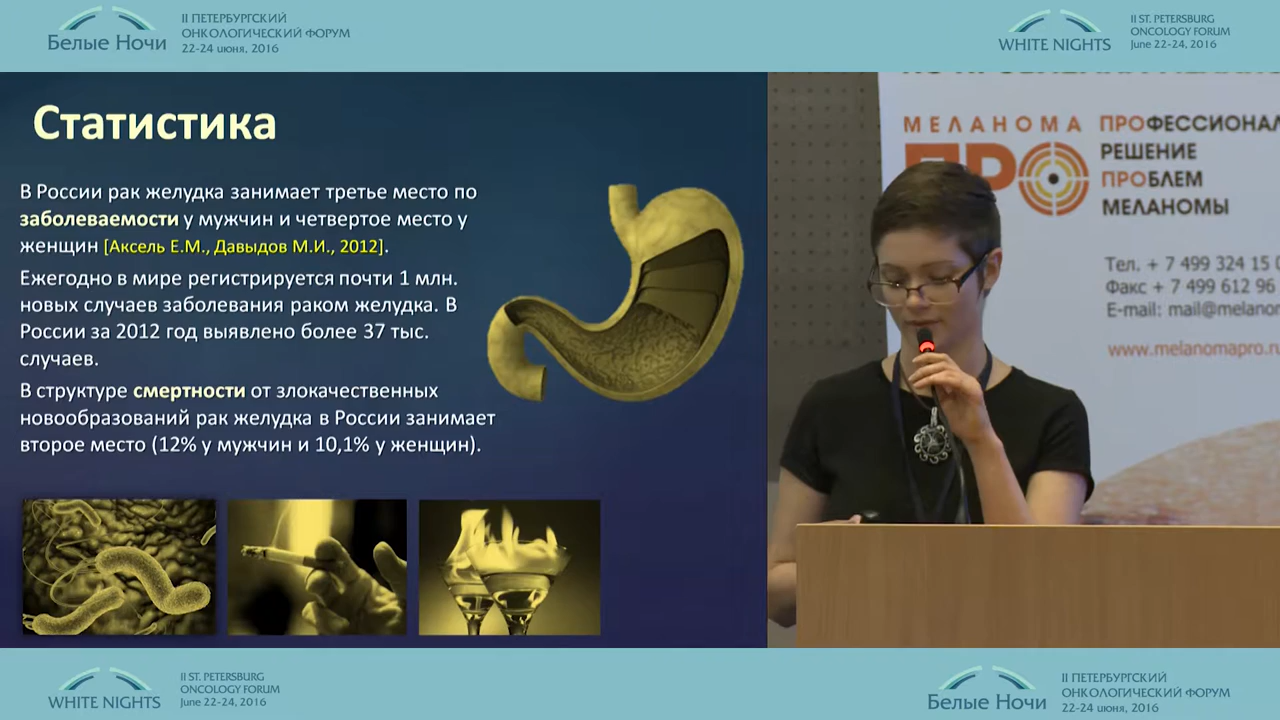 Белые Ночи
II ПЕТЕРБУРГСКИЙ
ОНКОЛОГИЧЕСКИЙ ФОРУМ
22-24 июня, 2016
WHITE NIGHTS
II ST. PETERSBURG
ONCOLOGY FORUM
June 22-24, 2016
Статистика
В России рак желудка занимает третье место по
заболеваемости у мужчин и четвертое место у
женщин [Аксель Е.М., Давыдов М.И., 2012].
Ежегодно в мире регистрируется почти 1 млн.
новых случаев заболевания раком желудка. В
России за 2012 год выявлено более 37 тыс.
случаев.
В структуре смертности от злокачественных
новообразований рак желудка в России занимает
второе место (12% у мужчин и 10,1% у женщин).
МЕЛАНОМА
ПРО
ПРОФЕССИОНАЛ
РЕШЕНИЕ
ПРОБЛЕМ
МЕЛАНОМЫ
Тел. + 7 499 324 15
Факс + 7 499 612 96
E-mail: mail@melanom
www.melanomapro.ru
WHITE NIGHTS
II ST. PETERSBURG
ONCOLOGY FORUM
June 22-24, 2016
Белые Ночи
II ПЕТЕРБУРГСКИЙ
ОНКОЛОГИЧЕСКИЙ ФОРУМ
22-24 июня, 2016